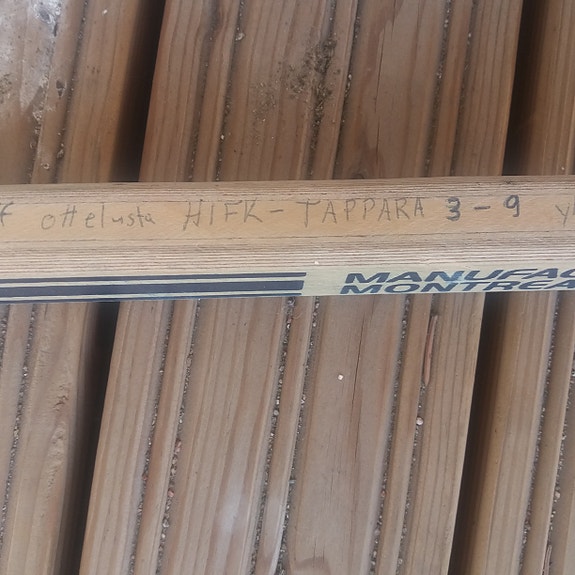 ottelusta HIFK - TAPPARA 3 - 9
MANUFAC
MONTREA